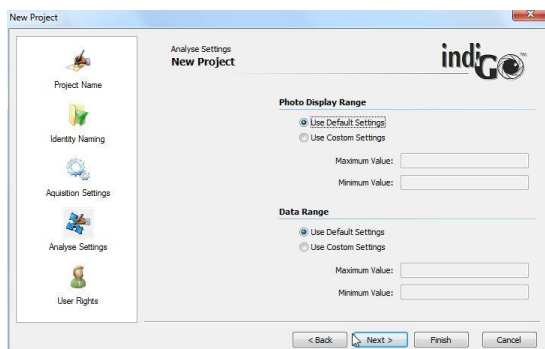 New Project
Project Name
Identity Naming
Aquisition Settings
Analyse Settings
User Rights
Analyse Settings
New Project
indiGo™
Photo Display Range
Use Default Settings
Use Costom Settings
Maximum Value:
Minimum Value:
Data Range
Use Default Settings
Use Costom Settings
Maximum Value:
Minimum Value:
< Back
Next >
Finish
Cancel